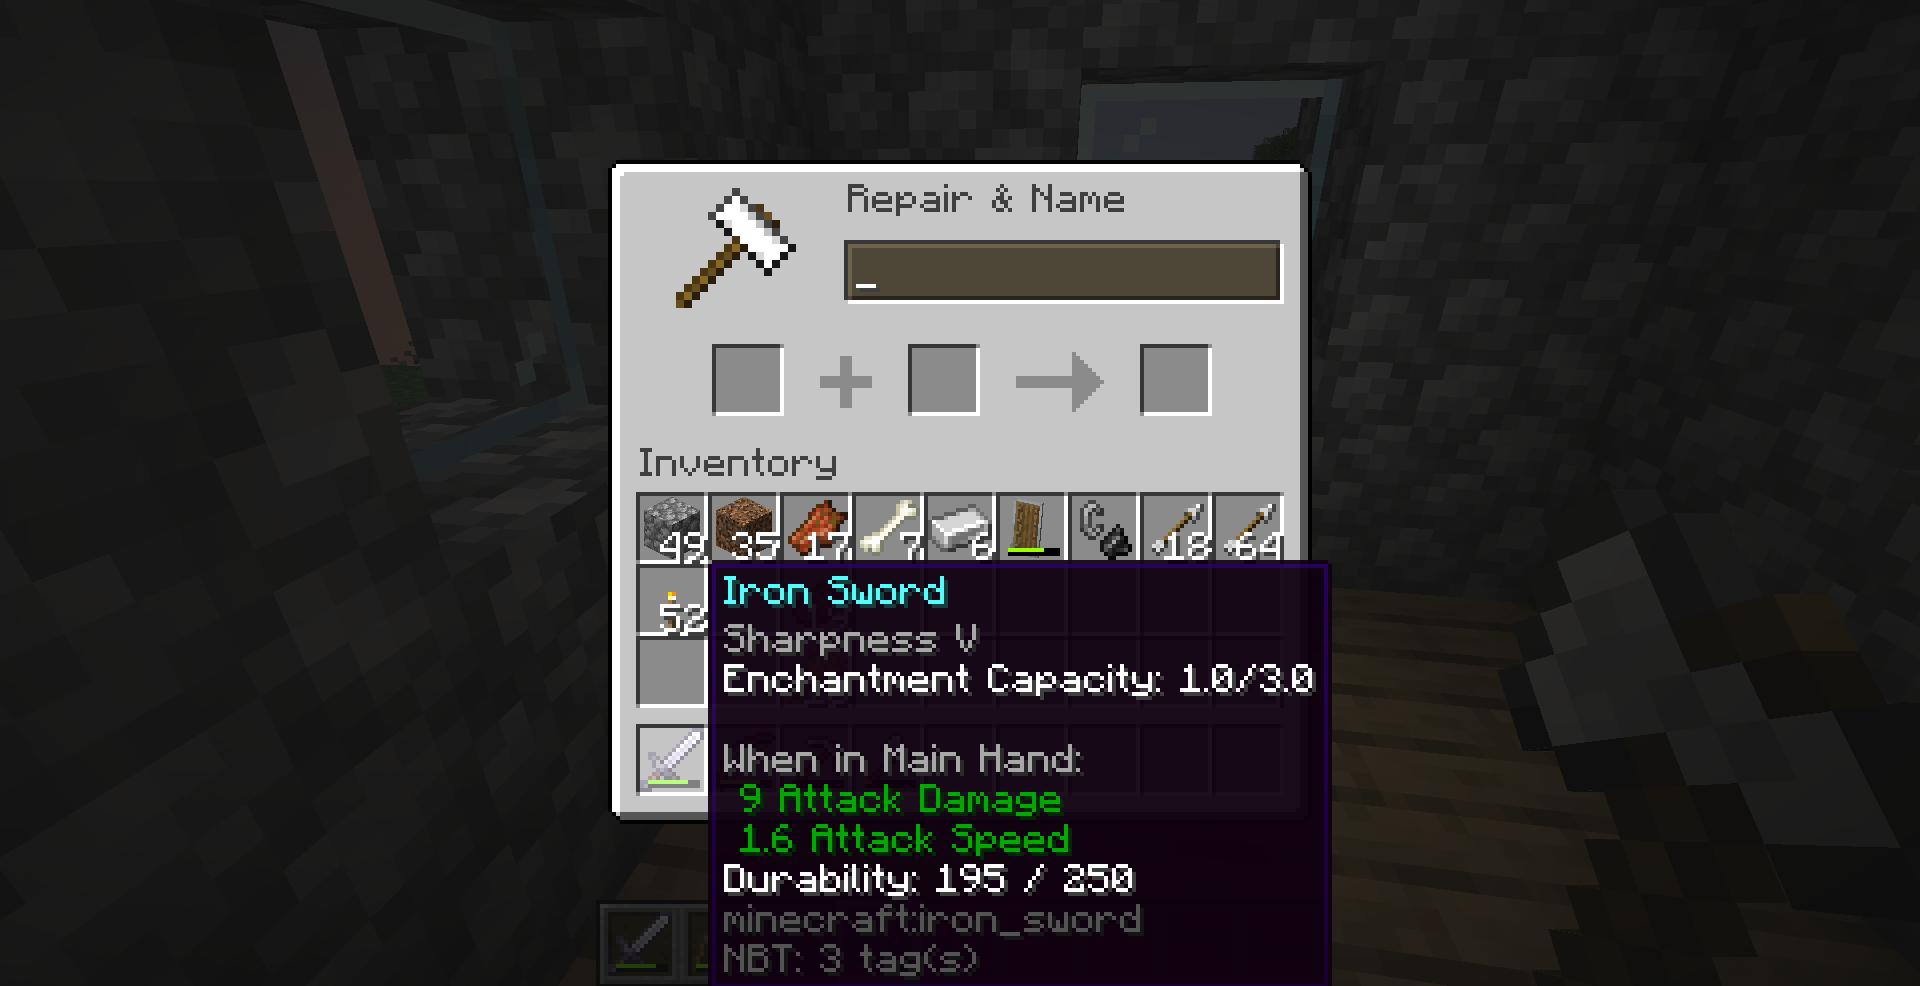 Repair & Name
_
Inventory
49 35 17 7 6 18 64
Iron Sword
Sharpness V
Enchantment Capacity: 1.0/3.0
When in Main Hand:
9 Attack Damage
1.6 Attack Speed
Durability: 195 / 250
minecraft:iron_sword
NBT: 3 tag(s)